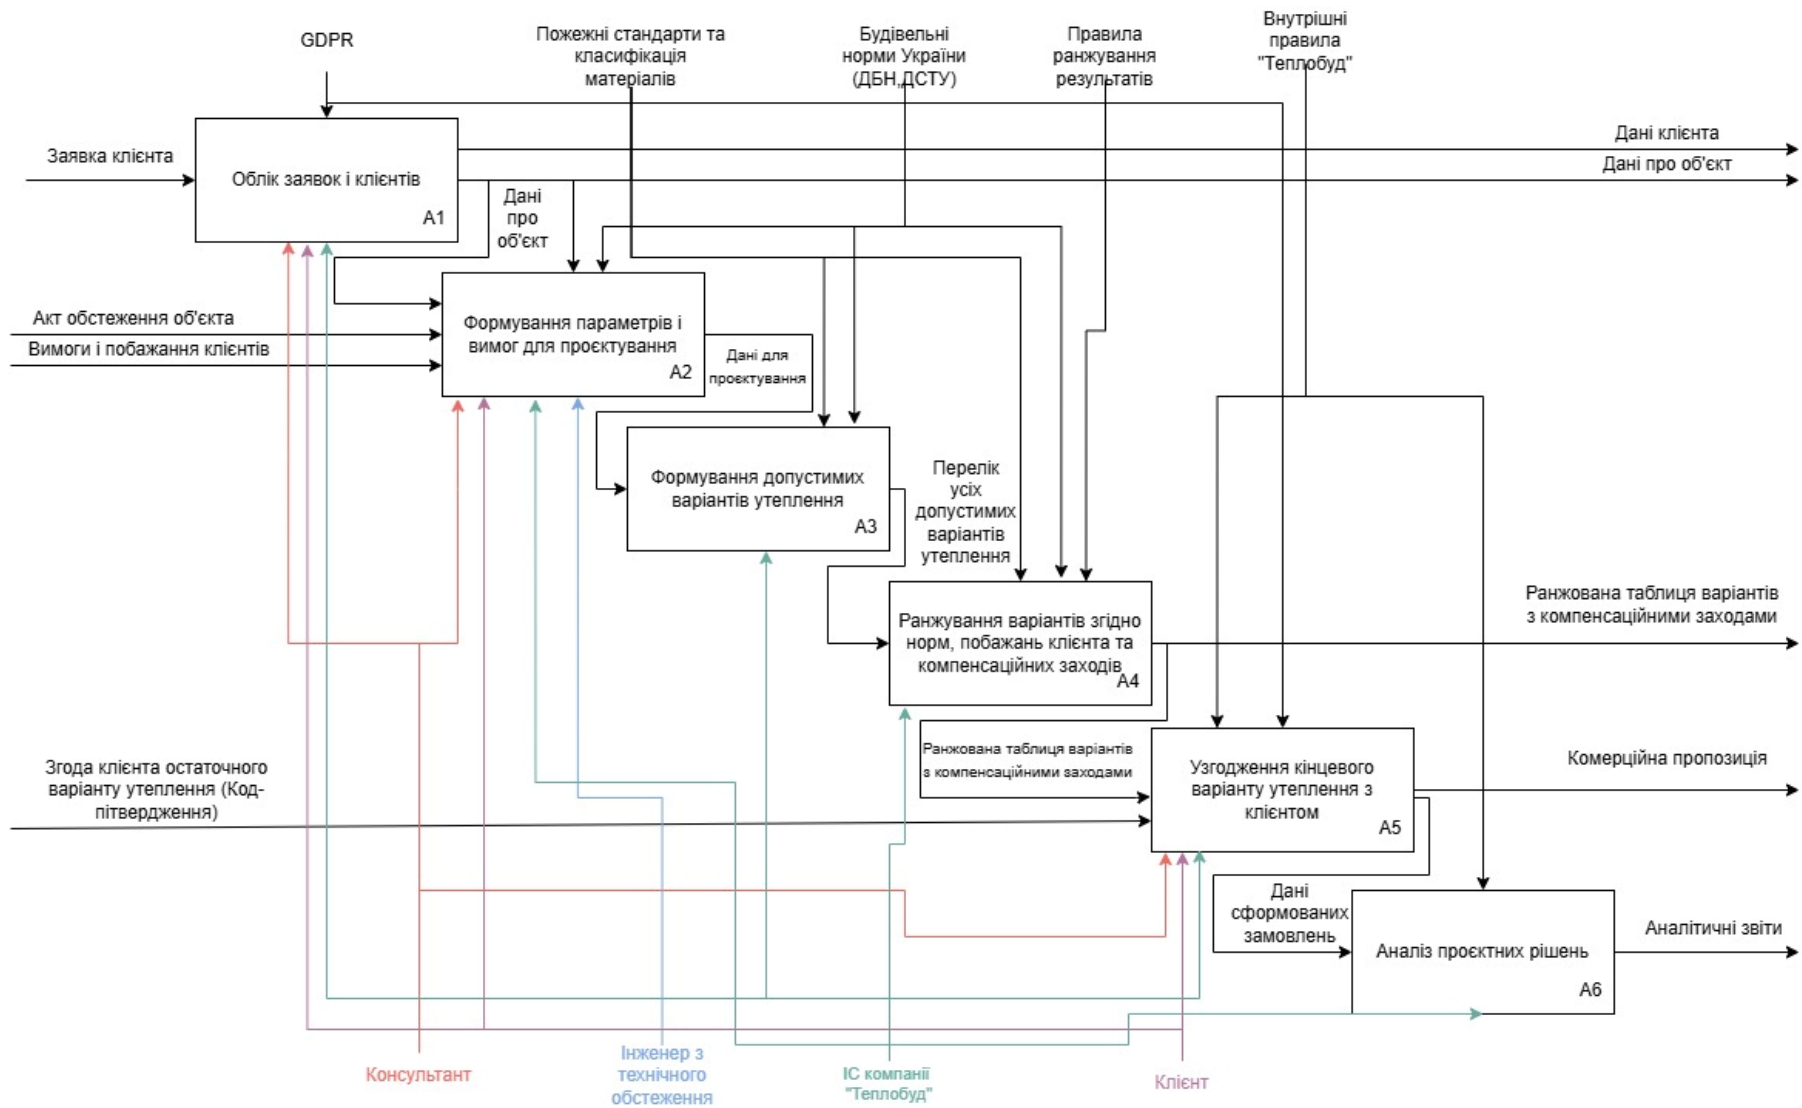 GDPR
Пожежні стандарти та
класифікація
матеріалів
Будівельні
норми України
(ДБН,ДСТУ)
Правила
ранжування
результатів
Внутрішні
правила
"Теплобуд"
Заявка клієнта
Облік заявок і клієнтів
A1
Дані клієнта
Дані про об'єкт
Дані
про
об'єкт
Акт обстеження об'єкта
Вимоги і побажання клієнтів
Формування параметрів і
вимог для проєктування
A2
Дані для
проєктування
Формування допустимих
варіантів утеплення
A3
Перелік
усіх
допустимих
варіантів
утеплення
Ранжування варіантів згідно
норм, побажань клієнта та
компенсаційних заходів
A4
Ранжована таблиця варіантів
з компенсаційними заходами
Ранжована таблиця варіантів
з компенсаційними заходами
Згода клієнта остаточного
варіанту утеплення (Код-
пітвердження)
Узгодження кінцевого
варіанту утеплення з
клієнтом
A5
Комерційна пропозиція
Дані
сформованих
замовлень
Аналіз проєктних рішень
A6
Аналітичні звіти
Консультант
Інженер з
технічного
обстеження
ІС компанії
"Теплобуд"
Клієнт